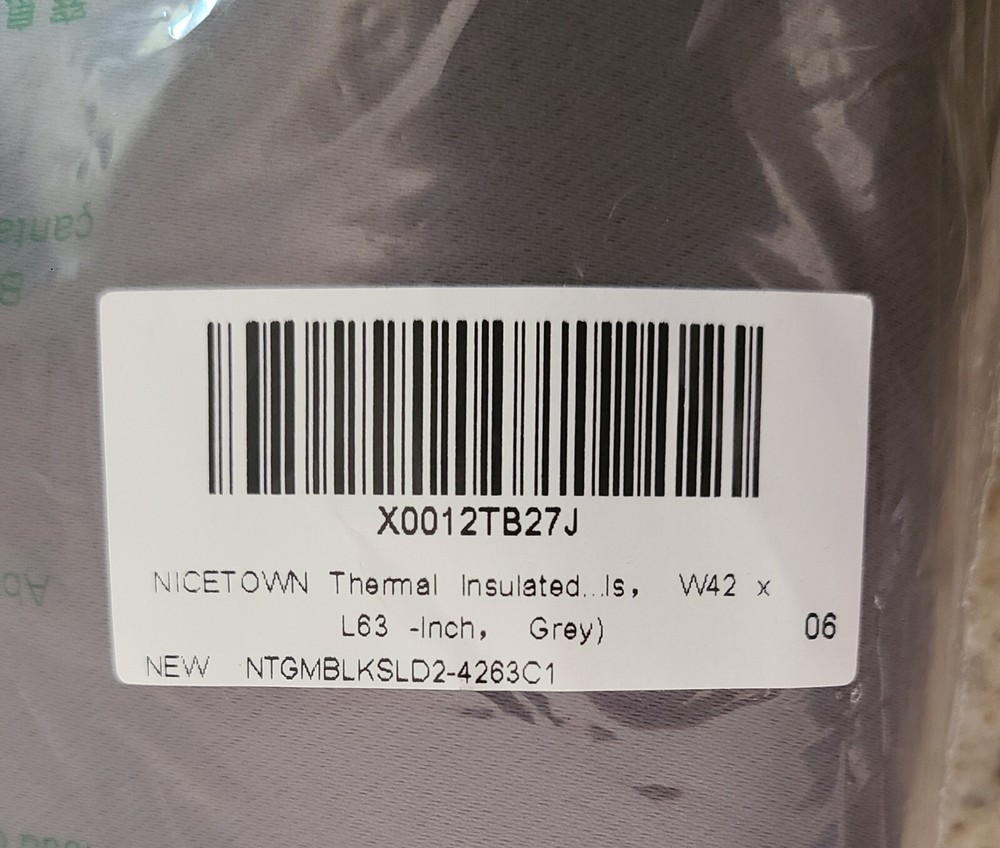 X0012TB27J
NICETOWN Thermal Insulated...ls, W42 x
L63 -Inch, Grey)
06
NEW NTGMBLKSLD2-4263C1